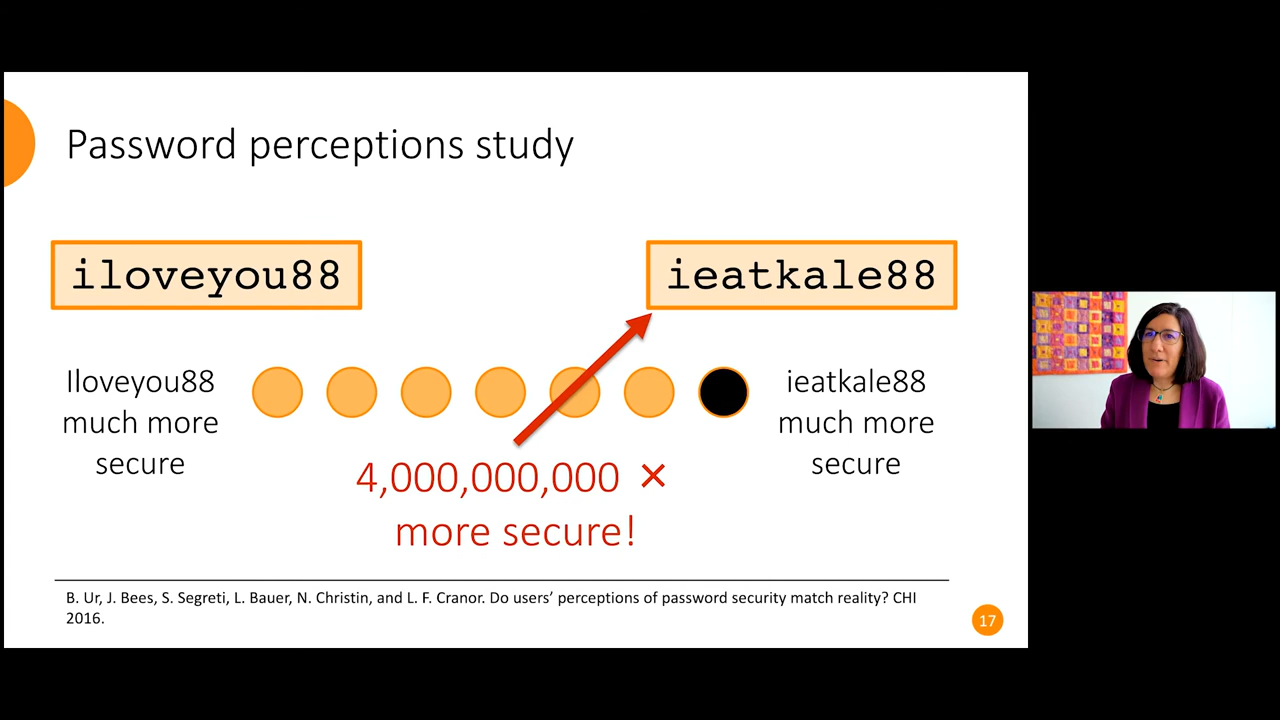 Password perceptions study
iloveyou88
ieatkale88
Iloveyou88
much more
secure
ieatkale88
much more
secure
4,000,000,000 ×
more secure!
B. Ur, J. Bees, S. Segreti, L. Bauer, N. Christin, and L. F. Cranor. Do users’ perceptions of password security match reality? CHI
2016.
17